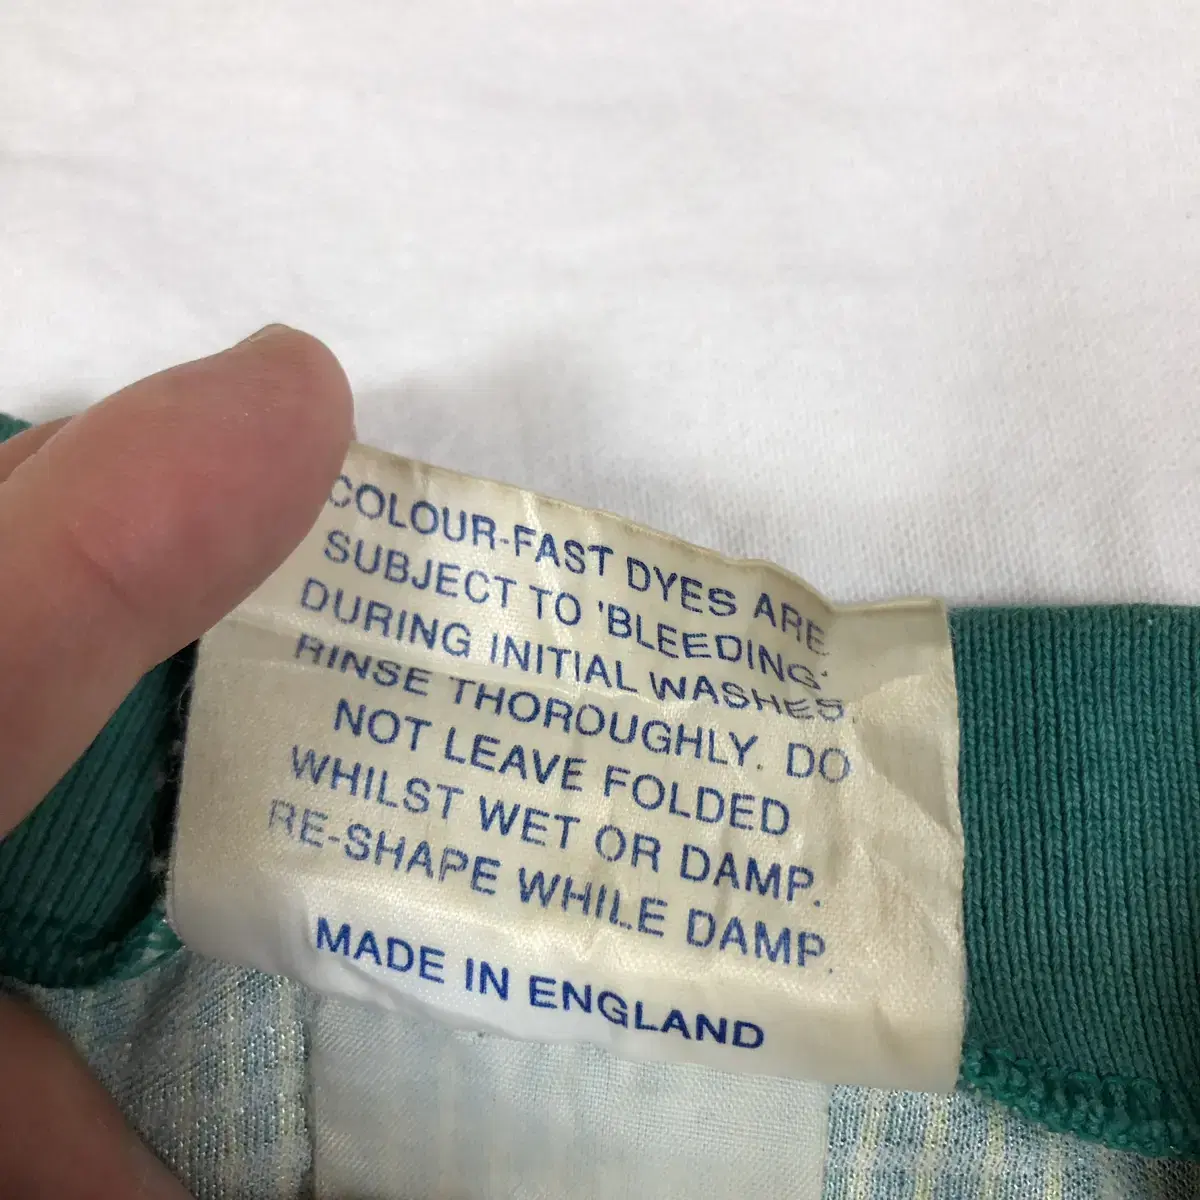 COLOUR-FAST DYES ARE
SUBJECT TO 'BLEEDING'
DURING INITIAL WASHES.
RINSE THOROUGHLY. DO
NOT LEAVE FOLDED
WHILST WET OR DAMP.
RE-SHAPE WHILE DAMP.
MADE IN ENGLAND